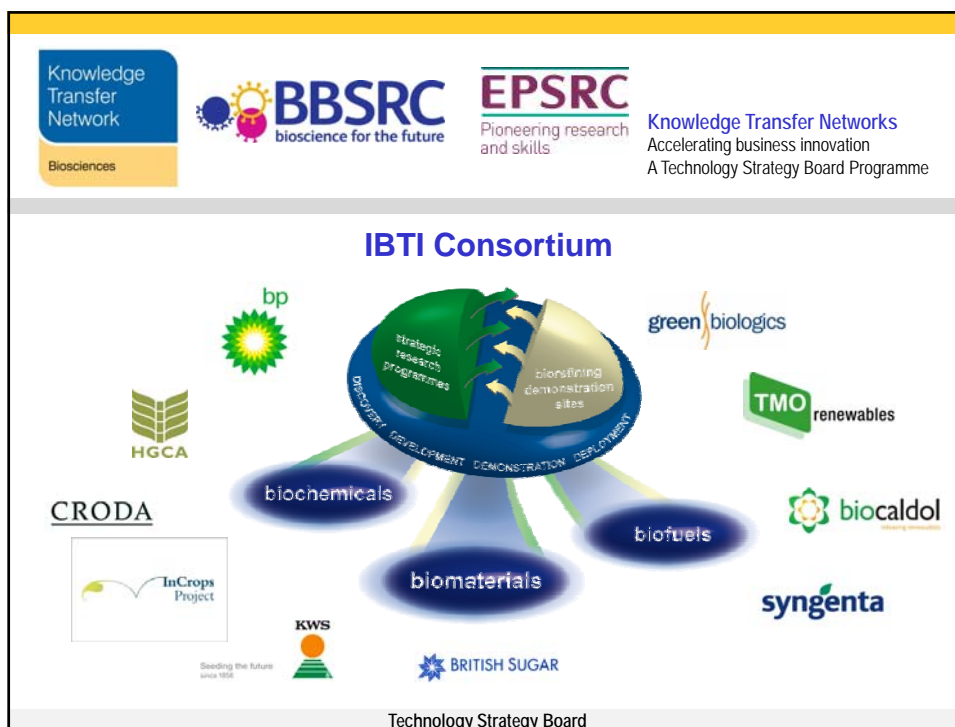 Knowledge
Transfer
Network
Biosciences
BBSRC
bioscience for the future
EPSRC
Pioneering research
and skills
Knowledge Transfer Networks
Accelerating business innovation
A Technology Strategy Board Programme
IBTI Consortium
bp
strategic
research
programmes
biorefining
demonstration
sites
DISCOVERY DEVELOPMENT DEMONSTRATION DEPLOYMENT
biochemicals
biomaterials
biofuels
green biologics
HGCA
TMO renewables
CRODA
biocaldol
InCrops
Project
syngenta
KWS
Seeding the future
since 1856
BRITISH SUGAR
Technology Strategy Board